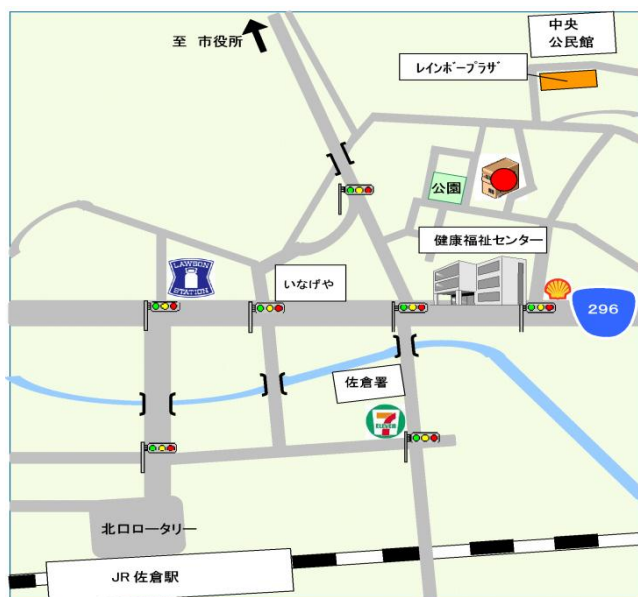 中央
公民館
至 市役所
レインボープラザ
公園
健康福祉センター
LAWSON
STATION
いなげや
296
佐倉署
7
ELEVEN
北口ロータリー
JR 佐倉駅